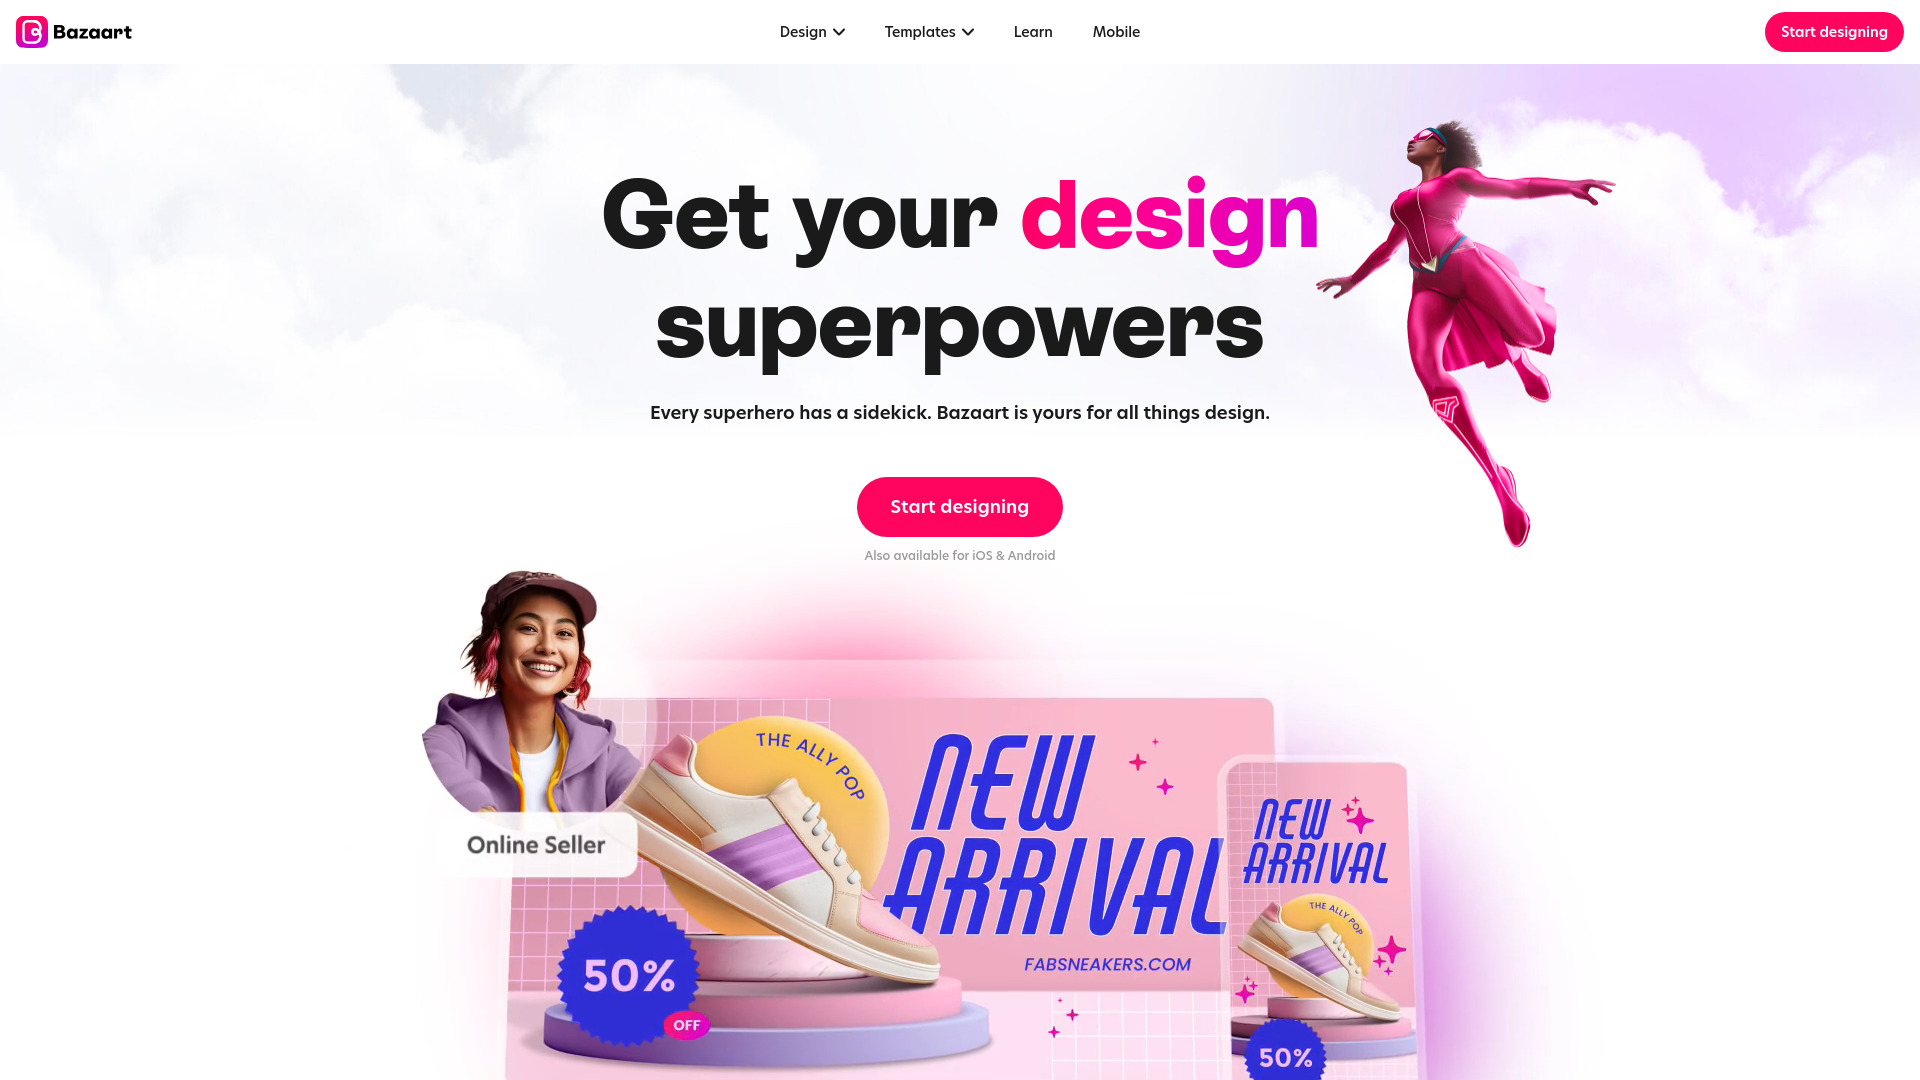 Bazaart
Design
Templates
Learn
Mobile
Start designing
Get your design
superpowers
Every superhero has a sidekick. Bazaart is yours for all things design.
Start designing
Also available for iOS & Android
THE ALLY POP
NEW
ARRIVAL
FABSNEAKERS.COM
Online Seller
50%
OFF
NEW
ARRIVAL
THE ALLY POP
50%